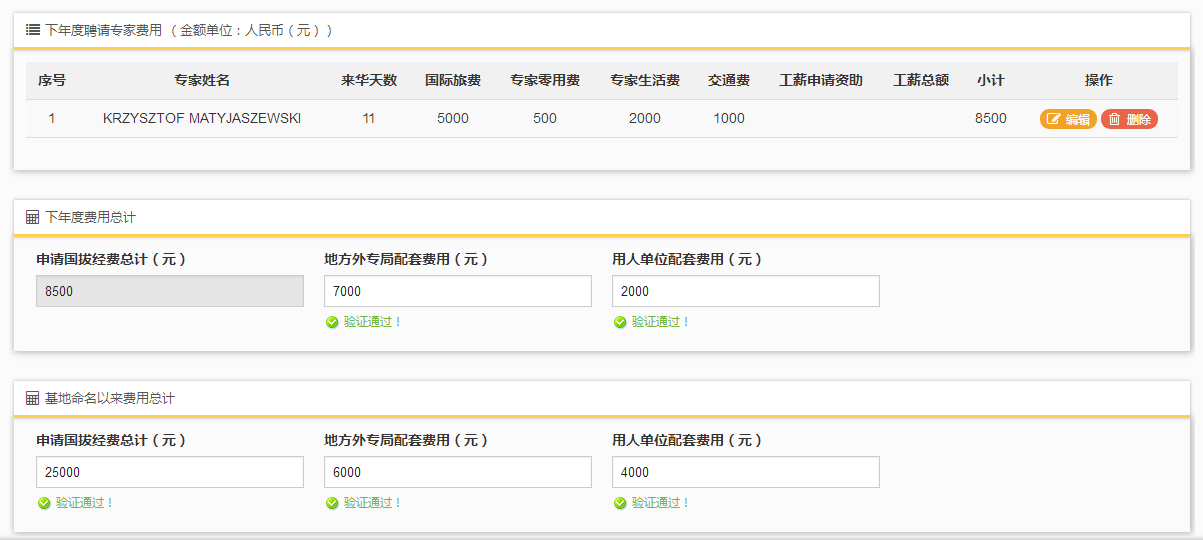 下年度聘请专家费用 （金额单位：人民币（元））
序号 专家姓名 来华天数 国际旅费 专家零用费 专家生活费 交通费 工薪申请资助 工薪总额 小计 操作
1 KRZYSZTOF MATYJASZEWSKI 11 5000 500 2000 1000 8500 编辑 删除
下年度费用总计
申请国拔经费总计（元） 地方外专局配套费用（元） 用人单位配套费用（元）
8500 7000 2000
验证通过！ 验证通过！
基地命名以来费用总计
申请国拔经费总计（元） 地方外专局配套费用（元） 用人单位配套费用（元）
25000 6000 4000
验证通过！ 验证通过！ 验证通过！